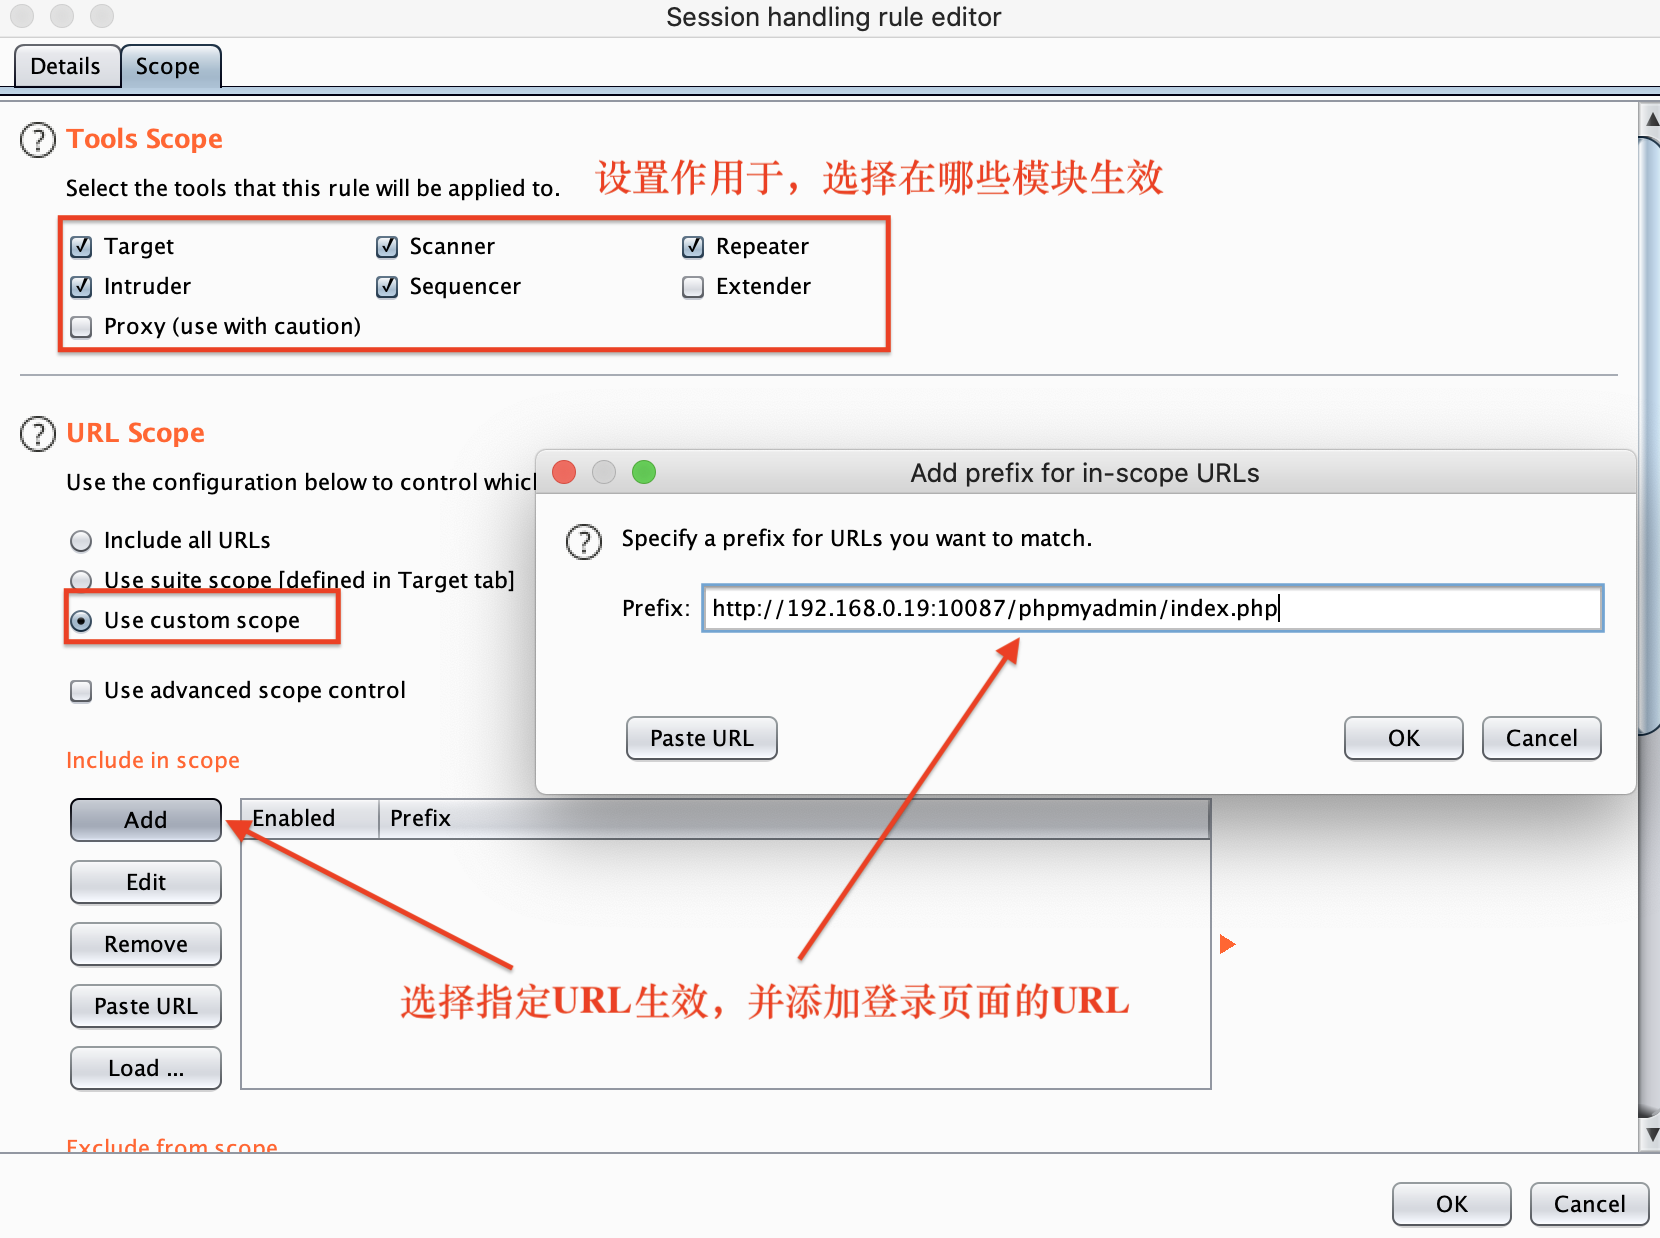 Session handling rule editor
Details Scope
Tools Scope
Select the tools that this rule will be applied to.
设置作用于，选择在哪些模块生效
Target Scanner Repeater
Intruder Sequencer Extender
Proxy (use with caution)
URL Scope
Use the configuration below to control which
Include all URLs
Use suite scope [defined in Target tab]
Use custom scope
Use advanced scope control
Add prefix for in-scope URLs
Specify a prefix for URLs you want to match.
Prefix: http://192.168.0.19:10087/phpmyadmin/index.php
Paste URL OK Cancel
Include in scope
Add Enabled Prefix
Edit
Remove
Paste URL
Load ...
选择指定URL生效，并添加登录页面的URL
Exclude from scope
OK Cancel